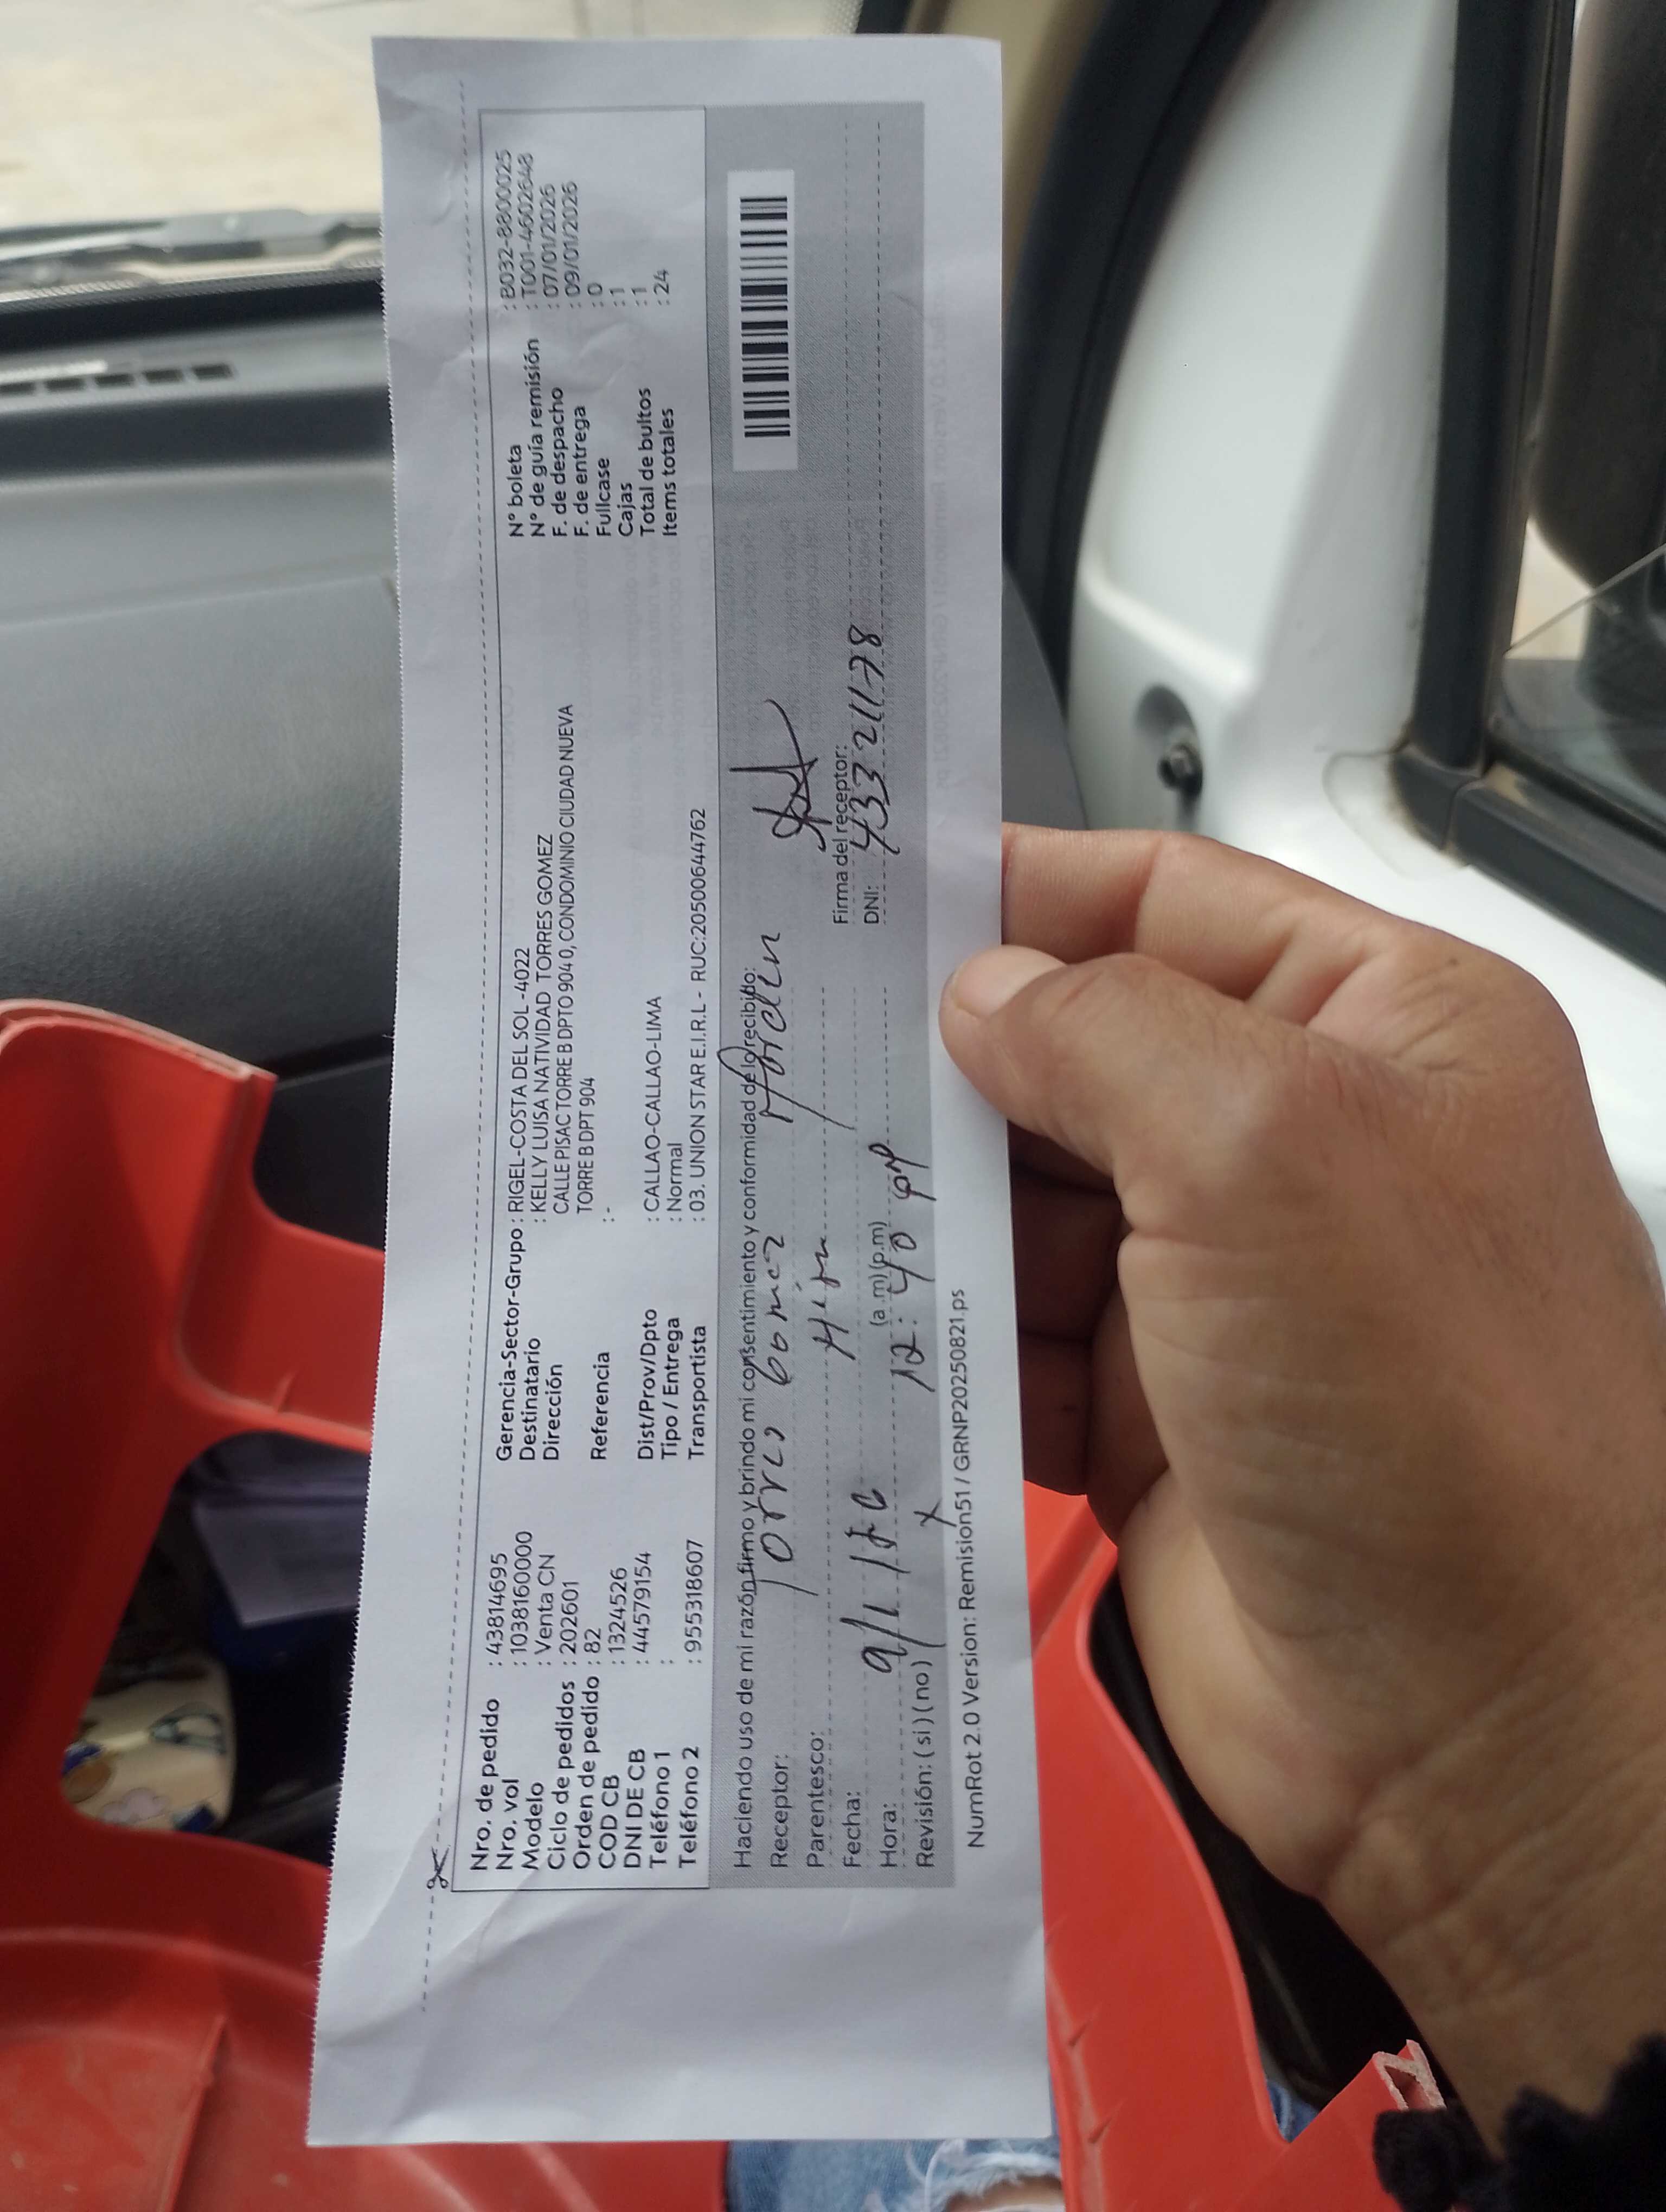 Nro. de pedido : 43814695
Nro. vol : 1038160000
Modelo : Venta CN
Ciclo de pedidos : 202601
Orden de pedido : 82
COD CB : 1324526
DNI DE CB : 44579154
Teléfono 1 :
Teléfono 2 : 955318607
Gerencia-Sector-Grupo : RIGEL-COSTA DEL SOL -4022
Destinatario : KELLY LUISA NATIVIDAD TORRES GOMEZ
Dirección CALLE PISAC TORRE B DPTO 904 0, CONDOMINIO CIUDAD NUEVA
TORRE B DPT 904
Referencia : -
Dist/Prov/Dpto : CALLAO-CALLAO-LIMA
Tipo / Entrega : Normal
Transportista : 03. UNION STAR E.I.R.L - RUC:20500644762
N° boleta : B032-8800025
N° de guía remisión : T001-4602648
F. de despacho : 07/01/2026
F. de entrega : 09/01/2026
Fullcase : 0
Cajas : 1
Total de bultos : 1
Items totales : 24
Haciendo uso de mi razón firmo y brindo mi consentimiento y conformidad de lo recibido:
Receptor: Torres Gomez
Parentesco:
Firma del receptor:
Fecha: 9/1/
DNI: 43321178
Hora: (a.m) (p.m) 12:40 pm
Revisión: ( si ) ( no ) x
NumRot 2.0 Version: Remision51 / GRNP20250821.ps